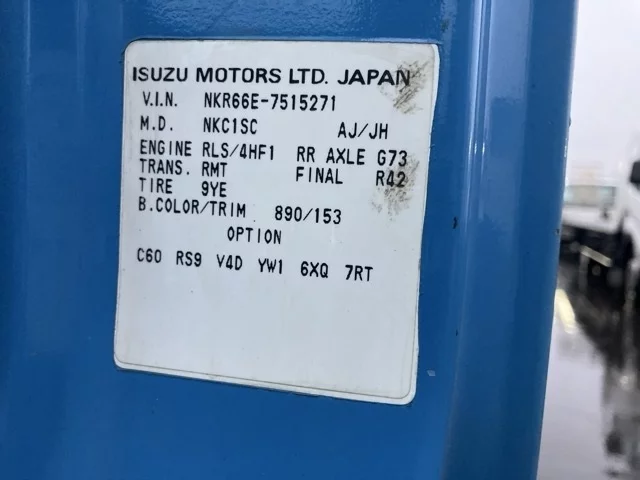 ISUZU MOTORS LTD. JAPAN
V.I.N. NKR66E-7515271
M.D. NKC1SC AJ/JH
ENGINE RLS/4HF1 RR AXLE G73
TRANS. RMT FINAL R42
TIRE 9YE
B.COLOR/TRIM 890/153
OPTION
C60 RS9 V4D YW1 6XQ 7RT